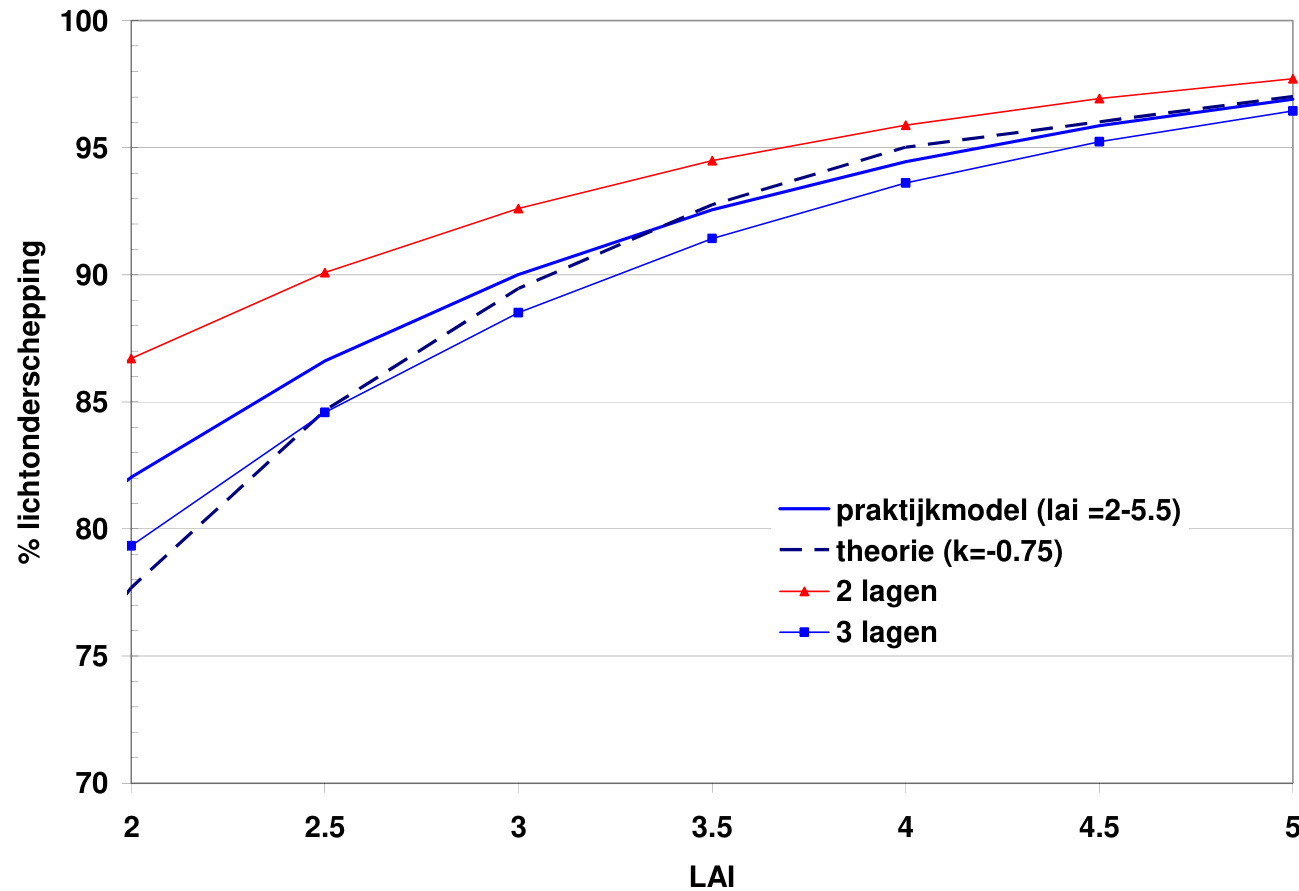 100
95
90
85
80
75
70
% lichtonderschepping
praktijkmodel (lai =2-5.5)
theorie (k=-0.75)
2 lagen
3 lagen
2 2.5 3 3.5 4 4.5 5
LAI